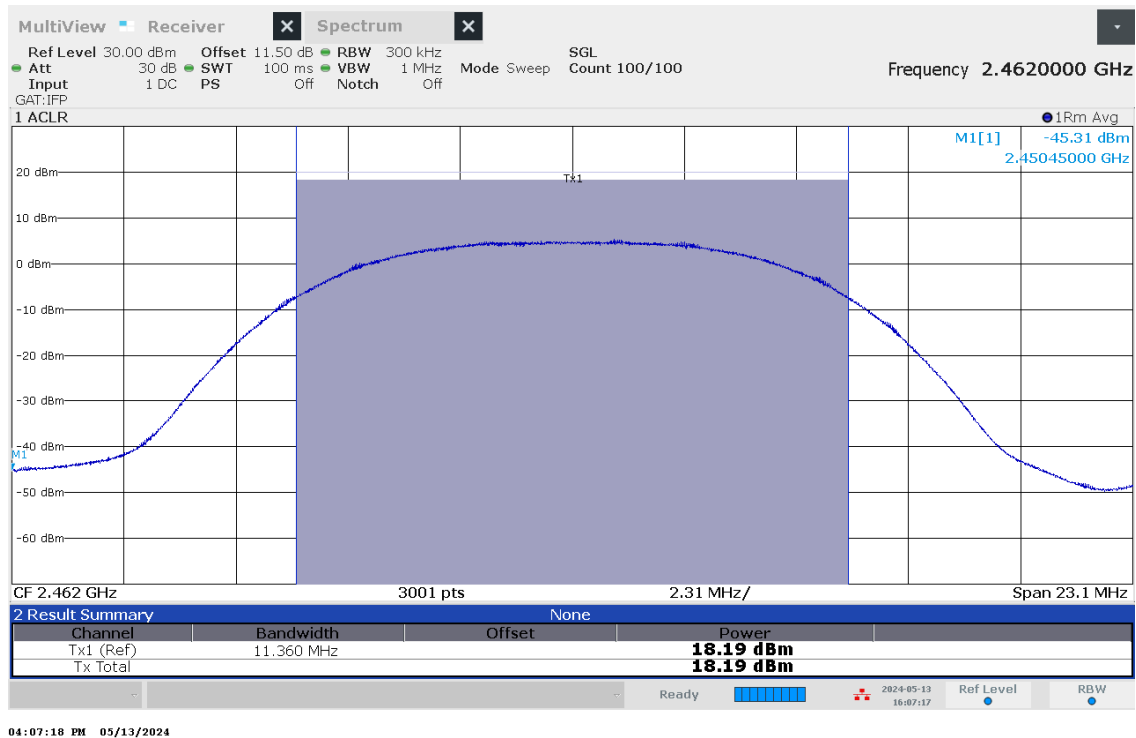 MultiView Receiver X Spectrum X
Ref Level 30.00 dBm Offset 11.50 dB RBW 300 kHz SGL
Att 30 dB SWT 100 ms VBW 1 MHz Mode Sweep Count 100/100 Frequency 2.4620000 GHz
Input 1 DC PS Off Notch Off
GAT:IFP
1 ACLR 1Rm Avg
M1[1] -45.31 dBm
2.45045000 GHz
20 dBm
Tx1
10 dBm
0 dBm
-10 dBm
-20 dBm
-30 dBm
-40 dBm
M1
-50 dBm
-60 dBm
CF 2.462 GHz 3001 pts 2.31 MHz/ Span 23.1 MHz
2 Result Summary None
Channel Bandwidth Offset Power
Tx1 (Ref) 11.360 MHz 18.19 dBm
Tx Total 18.19 dBm
Ready 2024-05-13 Ref Level RBW
16:07:17
04:07:18 PM 05/13/2024